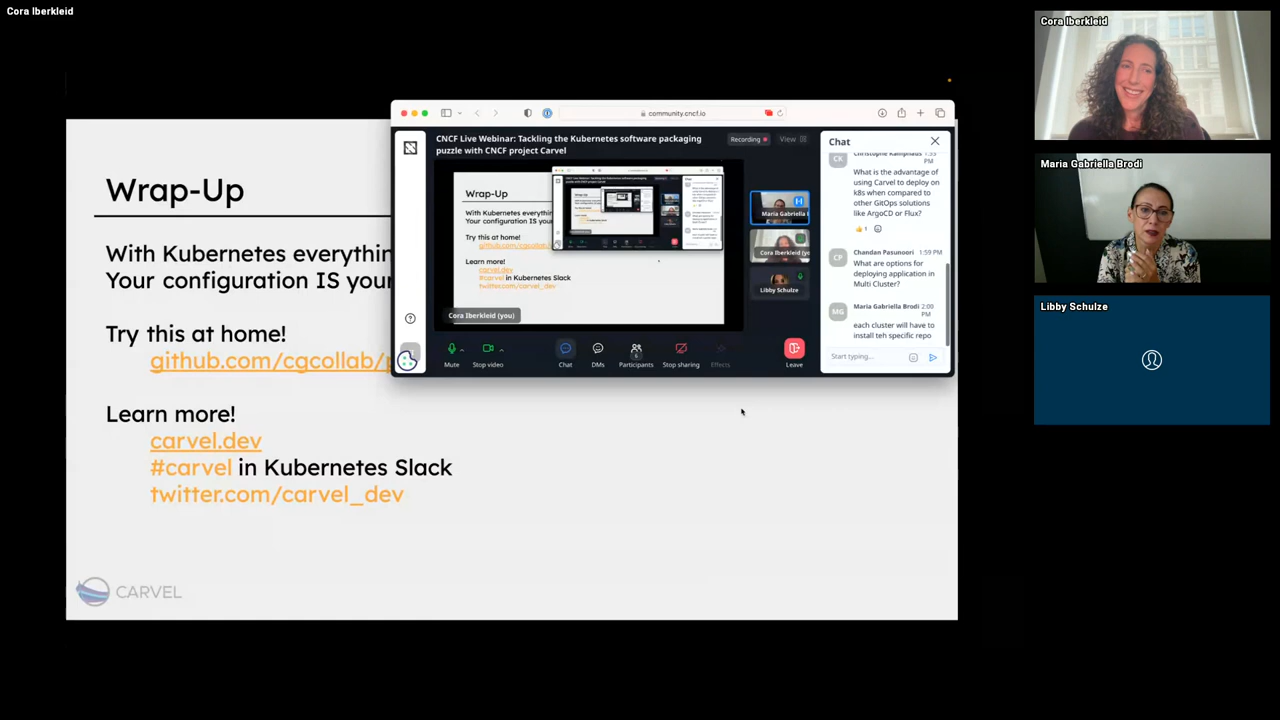 Cora Iberkleid
Wrap-Up
With Kubernetes everythin
Your configuration IS your
Try this at home!
github.com/cgcollab/p
Learn more!
carvel.dev
#carvel in Kubernetes Slack
twitter.com/carvel_dev
CARVEL
community.cncf.io
CNCF Live Webinar: Tackling the Kubernetes software packaging
puzzle with CNCF project Carvel
Recording
View
Wrap-Up
With Kubernetes everythin
Your configuration IS your
Try this at home!
github.com/cgcollab
Learn more!
carvel.dev
#carvel in Kubernetes Slack
twitter.com/carvel_dev
Cora Iberkleid (you)
Maria Gabriella
Cora Iberkleid (yo
Libby Schulze
Mute
Stop video
Chat
DMs
6
Participants
Stop sharing
Effects
Leave
Chat
CK
Christophe Kamphaus 1:55
PM
What is the advantage of
using Carvel to deploy on
k8s when compared to
other GitOps solutions
like ArgoCD or Flux?
1
CP
Chandan Pasunoori 1:59 PM
What are options for
deploying application in
Multi Cluster?
MG
Maria Gabriella Brodi 2:00
PM
each cluster will have to
install teh specific repo
Start typing...
Cora Iberkleid
Maria Gabriella Brodi
Libby Schulze